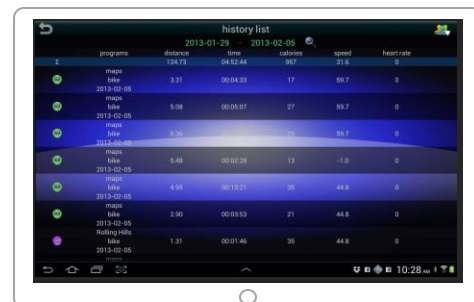 history list
2013-01-29 - 2013-02-05
programs distance time calories speed heart rate
Σ 124.73 04:52:44 957 31.6 0
maps
bike 3.31 00:04:33 17 59.7 0
2013-02-05
maps
bike 5.08 00:05:07 27 59.7 0
2013-02-05
maps
bike 5.36 29 59.7 0
2013-02-05
maps
bike 5.48 00:02:28 13 -1.0 0
2013-02-05
maps
bike 4.95 00:13:21 35 44.8 0
2013-02-05
maps
bike 2.90 00:03:53 21 44.8 0
2013-02-05
Rolling Hills
bike 1.31 00:01:46 35 44.8 0
2013-02-05
maps
10:28 AM